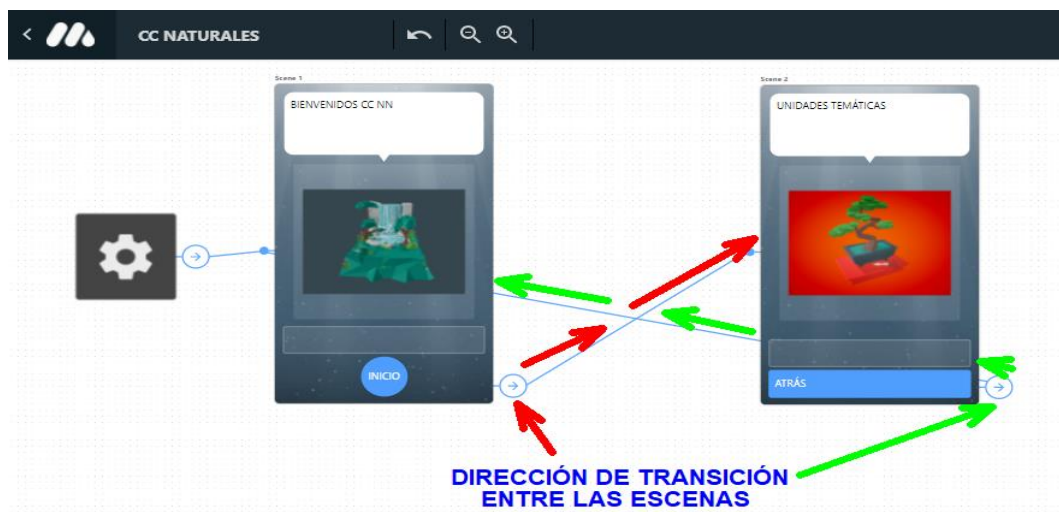 CC NATURALES
Scene 1
Scene 2
BIENVENIDOS CC NN
UNIDADES TEMÁTICAS
INICIO
ATRÁS
DIRECCIÓN DE TRANSICIÓN
ENTRE LAS ESCENAS